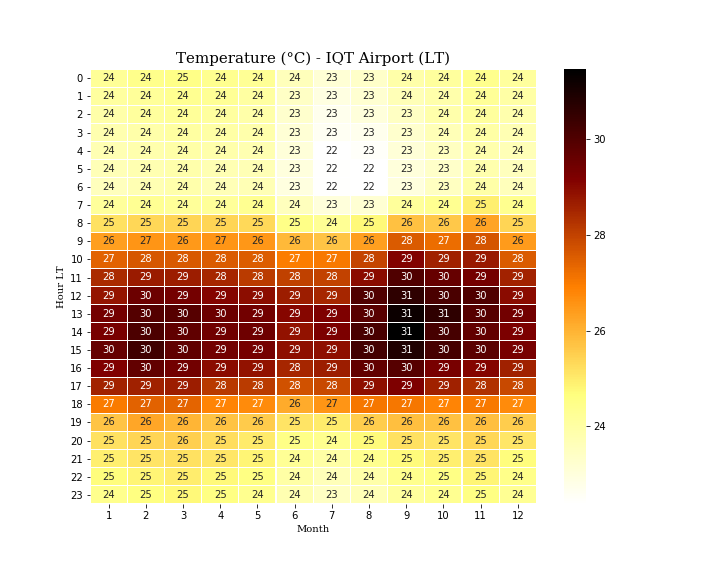 Temperature (°C) - IQT Airport (LT)
Hour LT
0 24 24 25 24 24 24 23 23 24 24 24 24
1 24 24 24 24 24 23 23 23 24 24 24 24
2 24 24 24 24 24 23 23 23 23 24 24 24
3 24 24 24 24 24 23 23 23 23 24 24 24
4 24 24 24 24 24 23 22 23 23 23 24 24
5 24 24 24 24 24 23 22 22 23 23 24 24
6 24 24 24 24 24 23 22 22 23 23 24 24
7 24 24 24 24 24 24 23 23 24 24 25 24
8 25 25 25 25 25 25 24 25 26 26 26 25
9 26 27 26 27 26 26 26 26 28 27 28 26
10 27 28 28 28 28 27 27 28 29 29 29 28
11 28 29 29 28 28 28 28 29 30 30 29 29
12 29 30 29 29 29 29 29 30 31 30 30 29
13 29 30 30 30 29 29 29 30 31 31 30 29
14 29 30 30 29 29 29 29 30 31 30 30 29
15 30 30 30 29 29 29 29 30 31 30 30 29
16 29 30 29 29 29 28 29 30 30 29 29 29
17 29 29 29 28 28 28 28 29 29 29 28 28
18 27 27 27 27 27 26 27 27 27 27 27 27
19 26 26 26 26 26 25 25 26 26 26 26 26
20 25 25 26 25 25 25 24 25 25 25 25 25
21 25 25 25 25 25 24 24 24 25 25 25 25
22 25 25 25 25 25 24 24 24 24 25 25 24
23 24 25 25 25 24 24 23 24 24 24 25 24
1 2 3 4 5 6 7 8 9 10 11 12
Month
30
28
26
24